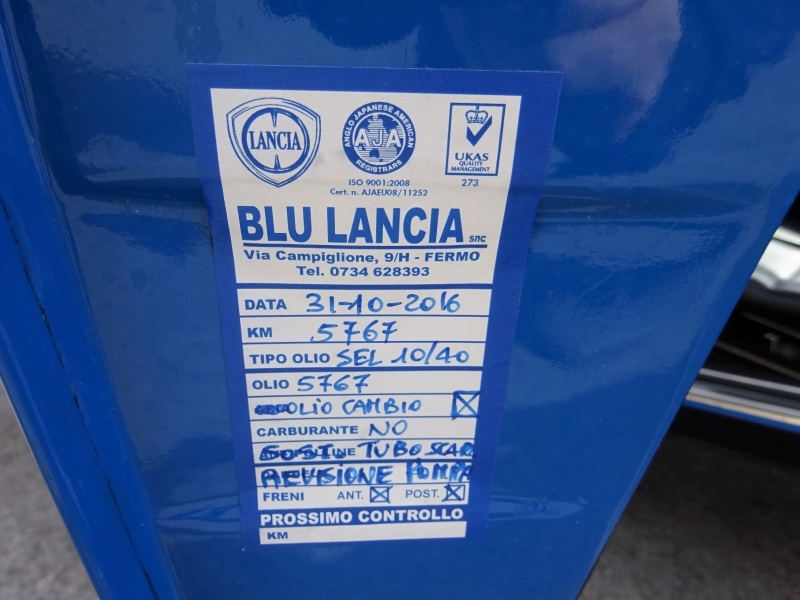 LANCIA
ANGLO JAPANESE AMERICAN
AJA
REGISTRARS
UKAS
QUALITY
MANAGEMENT
273
ISO 9001:2008
Cert. n. AJAEU08/11252
BLU LANCIA snc
Via Campiglione, 9/H - FERMO
Tel. 0734 628393
DATA 31-10-2016
KM 5767
TIPO OLIO SEL 10/40
OLIO 5767
OLIO CAMBIO
CARBURANTE NO
TUBO SCAR
REVISIONE POMPA
FRENI ANT. POST.
PROSSIMO CONTROLLO
KM